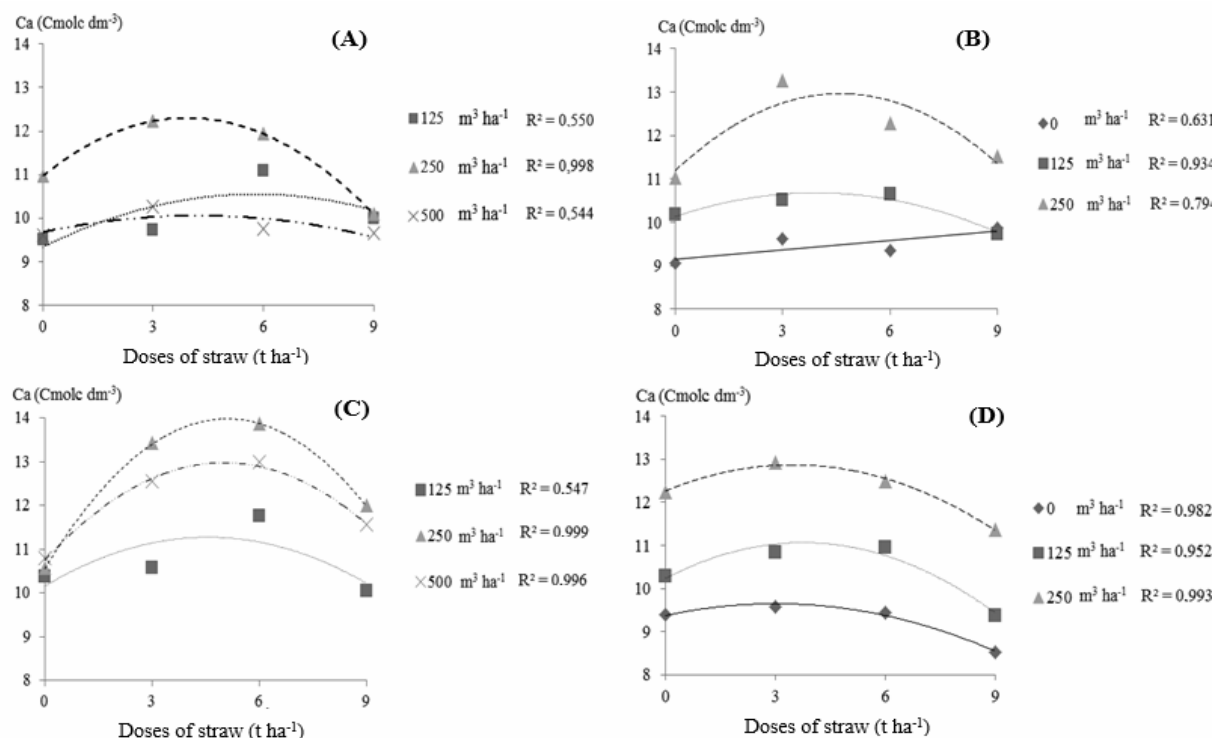 Ca (Cmolc dm-3)
(A)
14
13
12
11
10
9
8
0
3
6
9
Doses of straw (t ha-1)
125 m3 ha-1 R2 = 0,550
250 m3 ha-1 R2 = 0,998
500 m3 ha-1 R2 = 0,544
Ca (Cmolc dm-3)
(B)
14
13
12
11
10
9
8
0
3
6
9
Doses of straw (t ha-1)
0 m3 ha-1 R2 = 0.631
125 m3 ha-1 R2 = 0.934
250 m3 ha-1 R2 = 0.794
Ca (Cmolc dm-3)
(C)
14
13
12
11
10
9
8
0
3
6
9
Doses of straw (t ha-1)
125 m3 ha-1 R2 = 0.547
250 m3 ha-1 R2 = 0.999
500 m3 ha-1 R2 = 0.996
Ca (Cmolc dm-3)
(D)
14
13
12
11
10
9
8
0
3
6
9
Doses of straw (t ha-1)
0 m3 ha-1 R2 = 0.982
125 m3 ha-1 R2 = 0.952
250 m3 ha-1 R2 = 0.993